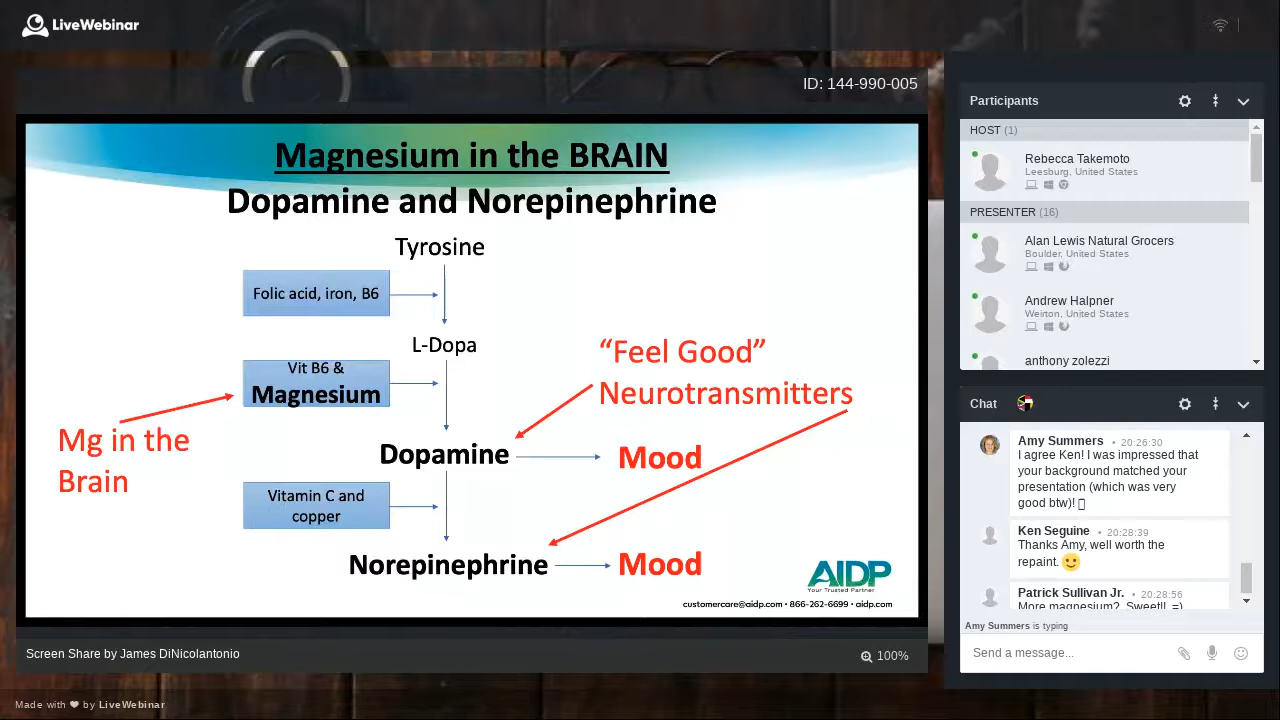 LiveWebinar
ID: 144-990-005
Magnesium in the BRAIN
Dopamine and Norepinephrine
Tyrosine
Folic acid, iron, B6
L-Dopa
Vit B6 &
Magnesium
"Feel Good"
Neurotransmitters
Mg in the
Brain
Dopamine
Mood
Vitamin C and
copper
Norepinephrine
Mood
AIDP
Your Trusted Partner
customercare@aidp.com • 866-262-6699 • aidp.com
Screen Share by James DiNicolantonio
100%
Made with ❤ by LiveWebinar
Participants
HOST (1)
Rebecca Takemoto
Leesburg, United States
PRESENTER (16)
Alan Lewis Natural Grocers
Boulder, United States
Andrew Halpner
Weirton, United States
anthony zolezzi
Chat
Amy Summers • 20:26:30
I agree Ken! I was impressed that
your background matched your
presentation (which was very
good btw)!
Ken Seguine • 20:28:39
Thanks Amy, well worth the
repaint. 🙂
Patrick Sullivan Jr. • 20:28:56
More magnesium? Sweet!! =)
Amy Summers is typing
Send a message...